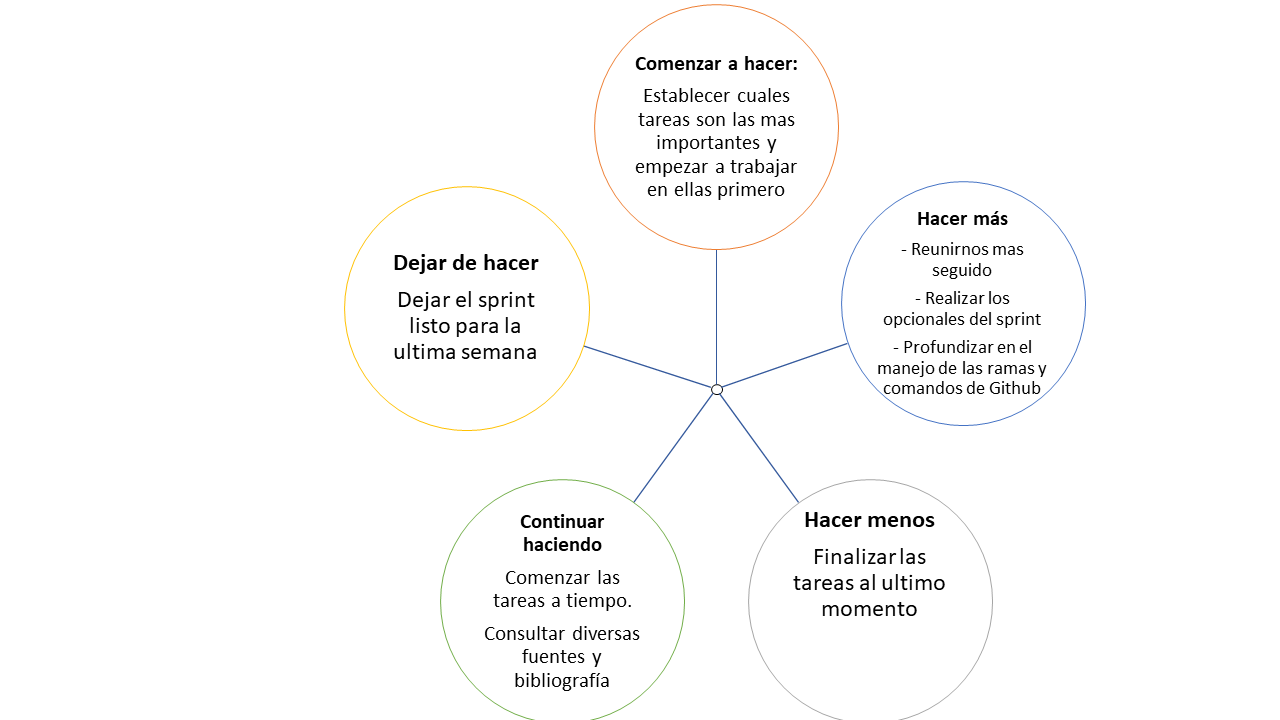 Comenzar a hacer:
Establecer cuales
tareas son las mas
importantes y
empezar a trabajar
en ellas primero
Hacer más
- Reunirnos mas
seguido
- Realizar los
opcionales del sprint
- Profundizar en el
manejo de las ramas y
comandos de Github
Dejar de hacer
Dejar el sprint
listo para la
ultima semana
Continuar
haciendo
Comenzar las
tareas a tiempo.
Consultar diversas
fuentes y
bibliografía
Hacer menos
Finalizar las
tareas al ultimo
momento